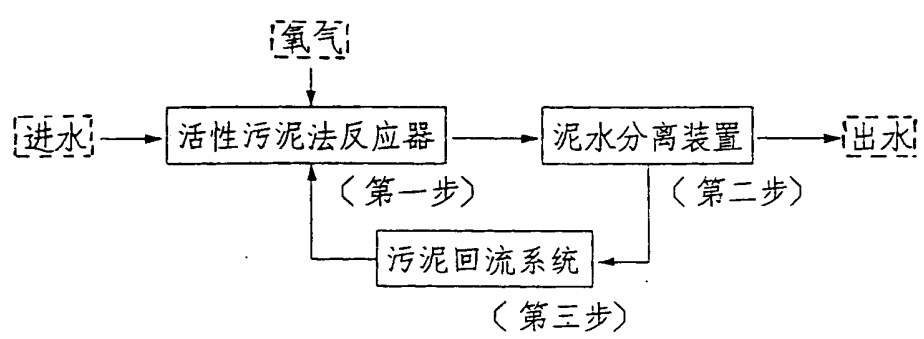 氧气
进水
活性污泥法反应器
泥水分离装置
出水
(第一步)
(第二步)
污泥回流系统
(第三步)